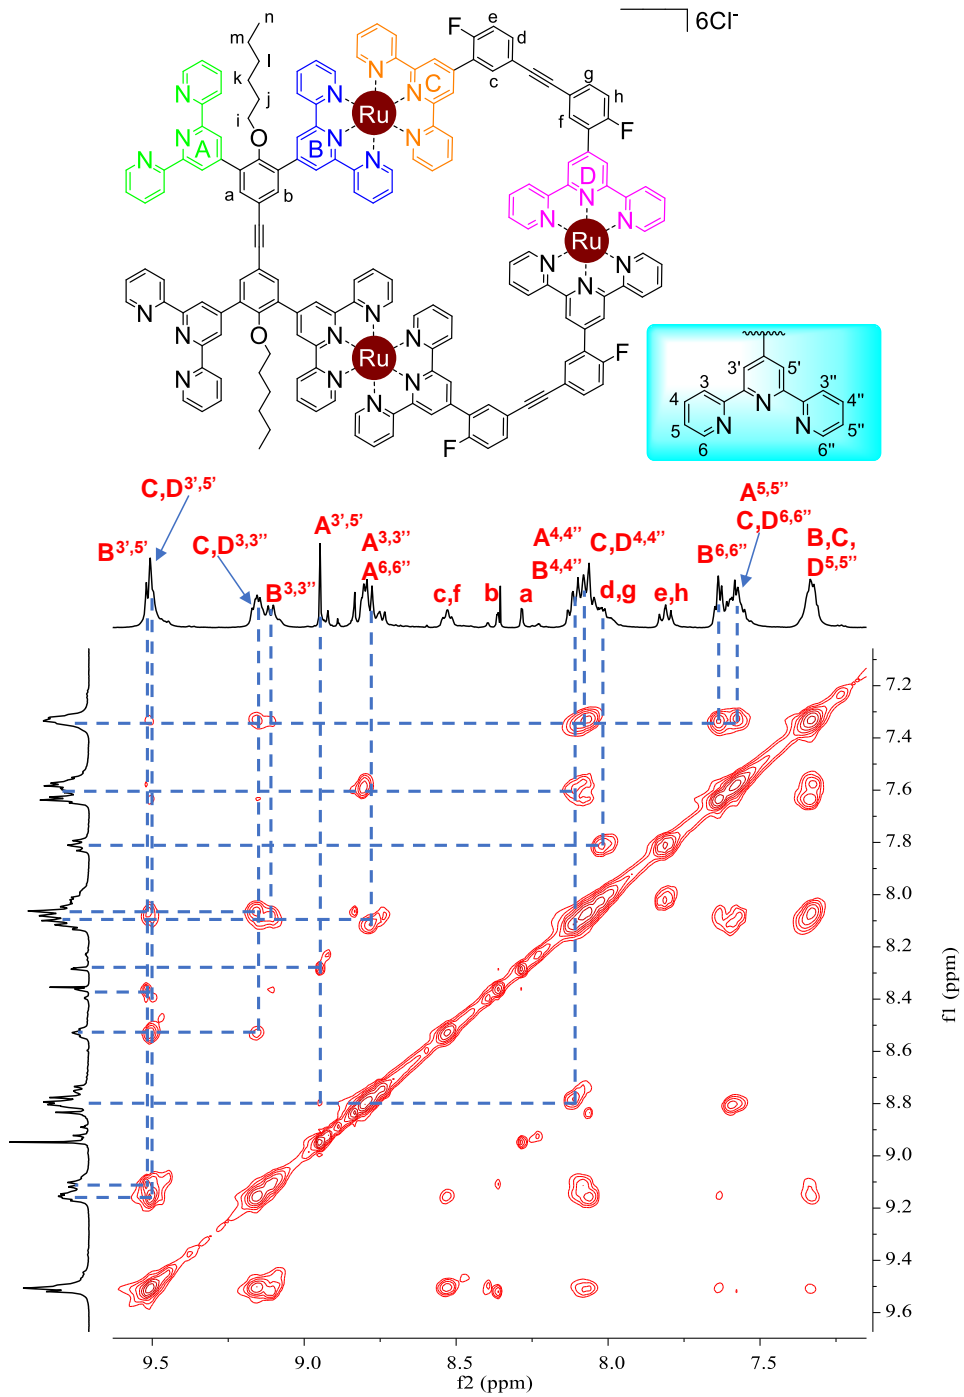 n
m
l
k
j
i
O
N
N
N
A
a
b
N
N
N
B
Ru
N
N
N
C
6Cl-
F
e
d
c
g
h
f
F
D
N
N
N
Ru
N
N
N
N
N
N
O
N
N
N
Ru
N
N
N
F
F
3' 5'
3 3''
4 4''
5 5''
6 6''
N N N
C,D3',5'
B3',5'
C,D3,3''
B3,3''
A3',5'
A3,3''
A6,6''
c,f
b
a
A4,4''
B4,4''
C,D4,4''
d,g
e,h
B6,6''
A5,5''
C,D6,6''
B,C,
D5,5''
7.2
7.4
7.6
7.8
8.0
8.2
8.4
8.6
8.8
9.0
9.2
9.4
9.6
f1 (ppm)
9.5 9.0 8.5 8.0 7.5
f2 (ppm)